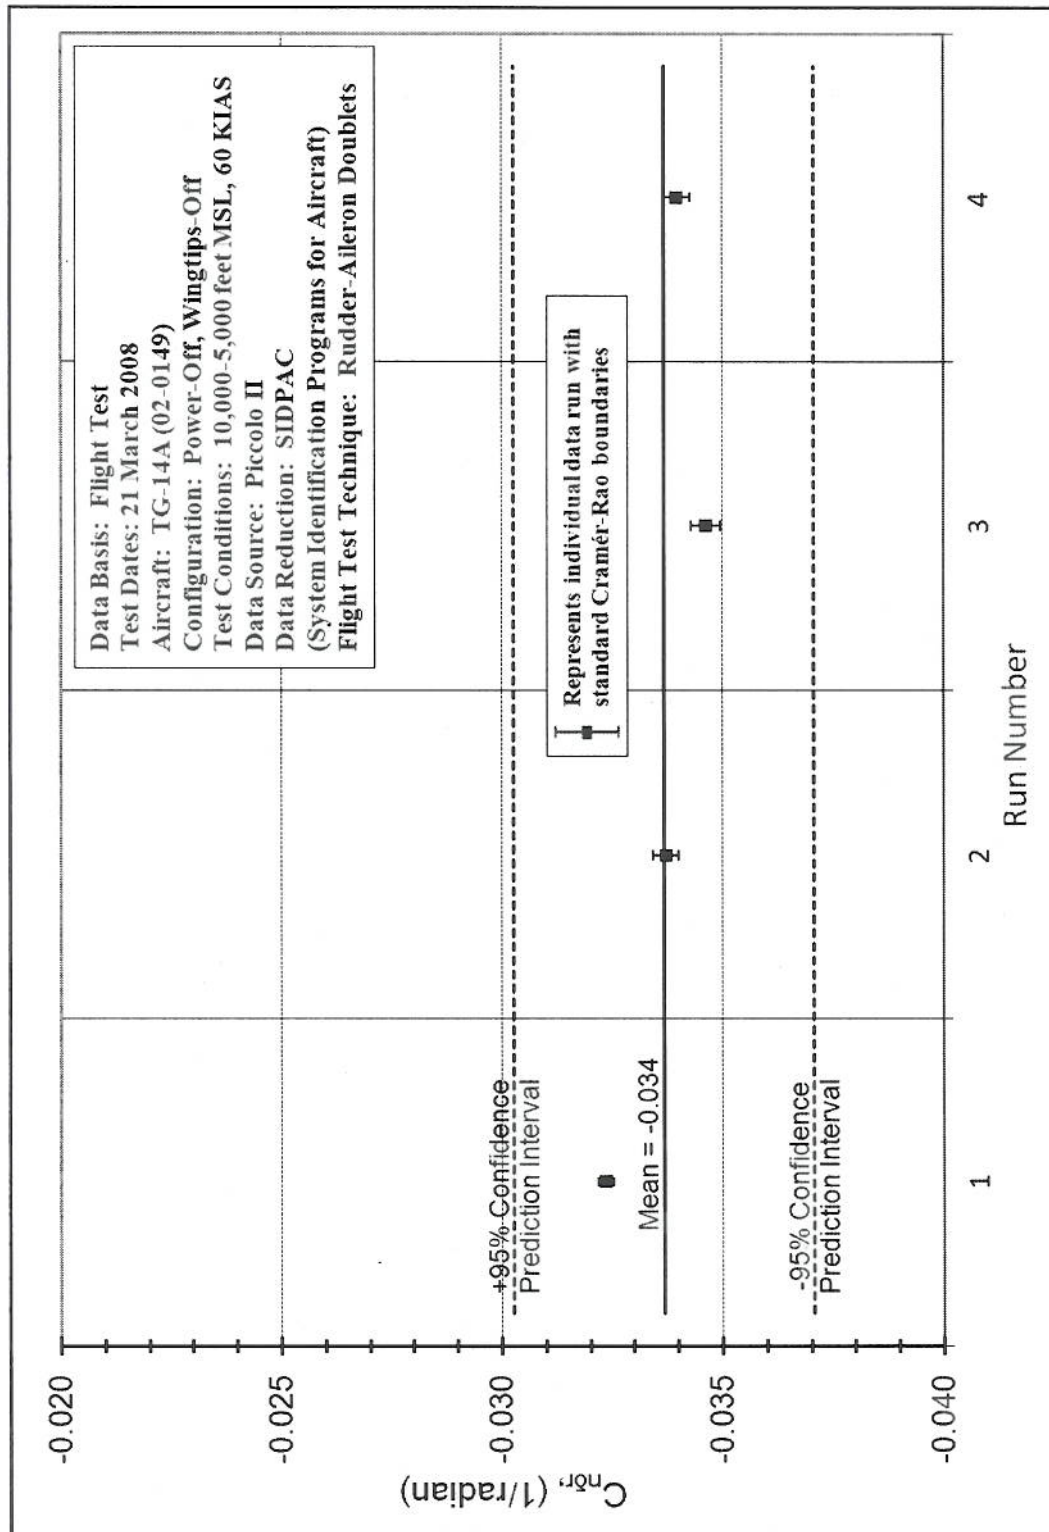 Data Basis: Flight Test
Test Dates: 21 March 2008
Aircraft: TG-14A (02-0149)
Configuration: Power-Off, Wingtips-Off
Test Conditions: 10,000-5,000 feet MSL, 60 KIAS
Data Source: Piccolo II
Data Reduction: SIDPAC
(System Identification Programs for Aircraft)
Flight Test Technique: Rudder-Aileron Doublets
Represents individual data run with
standard Cramér-Rao boundaries
+95% Confidence
Prediction Interval
Mean = -0.034
-95% Confidence
Prediction Interval
-0.020
-0.025
-0.030
-0.035
-0.040
Cnδr, (1/radian)
1
2
3
4
Run Number